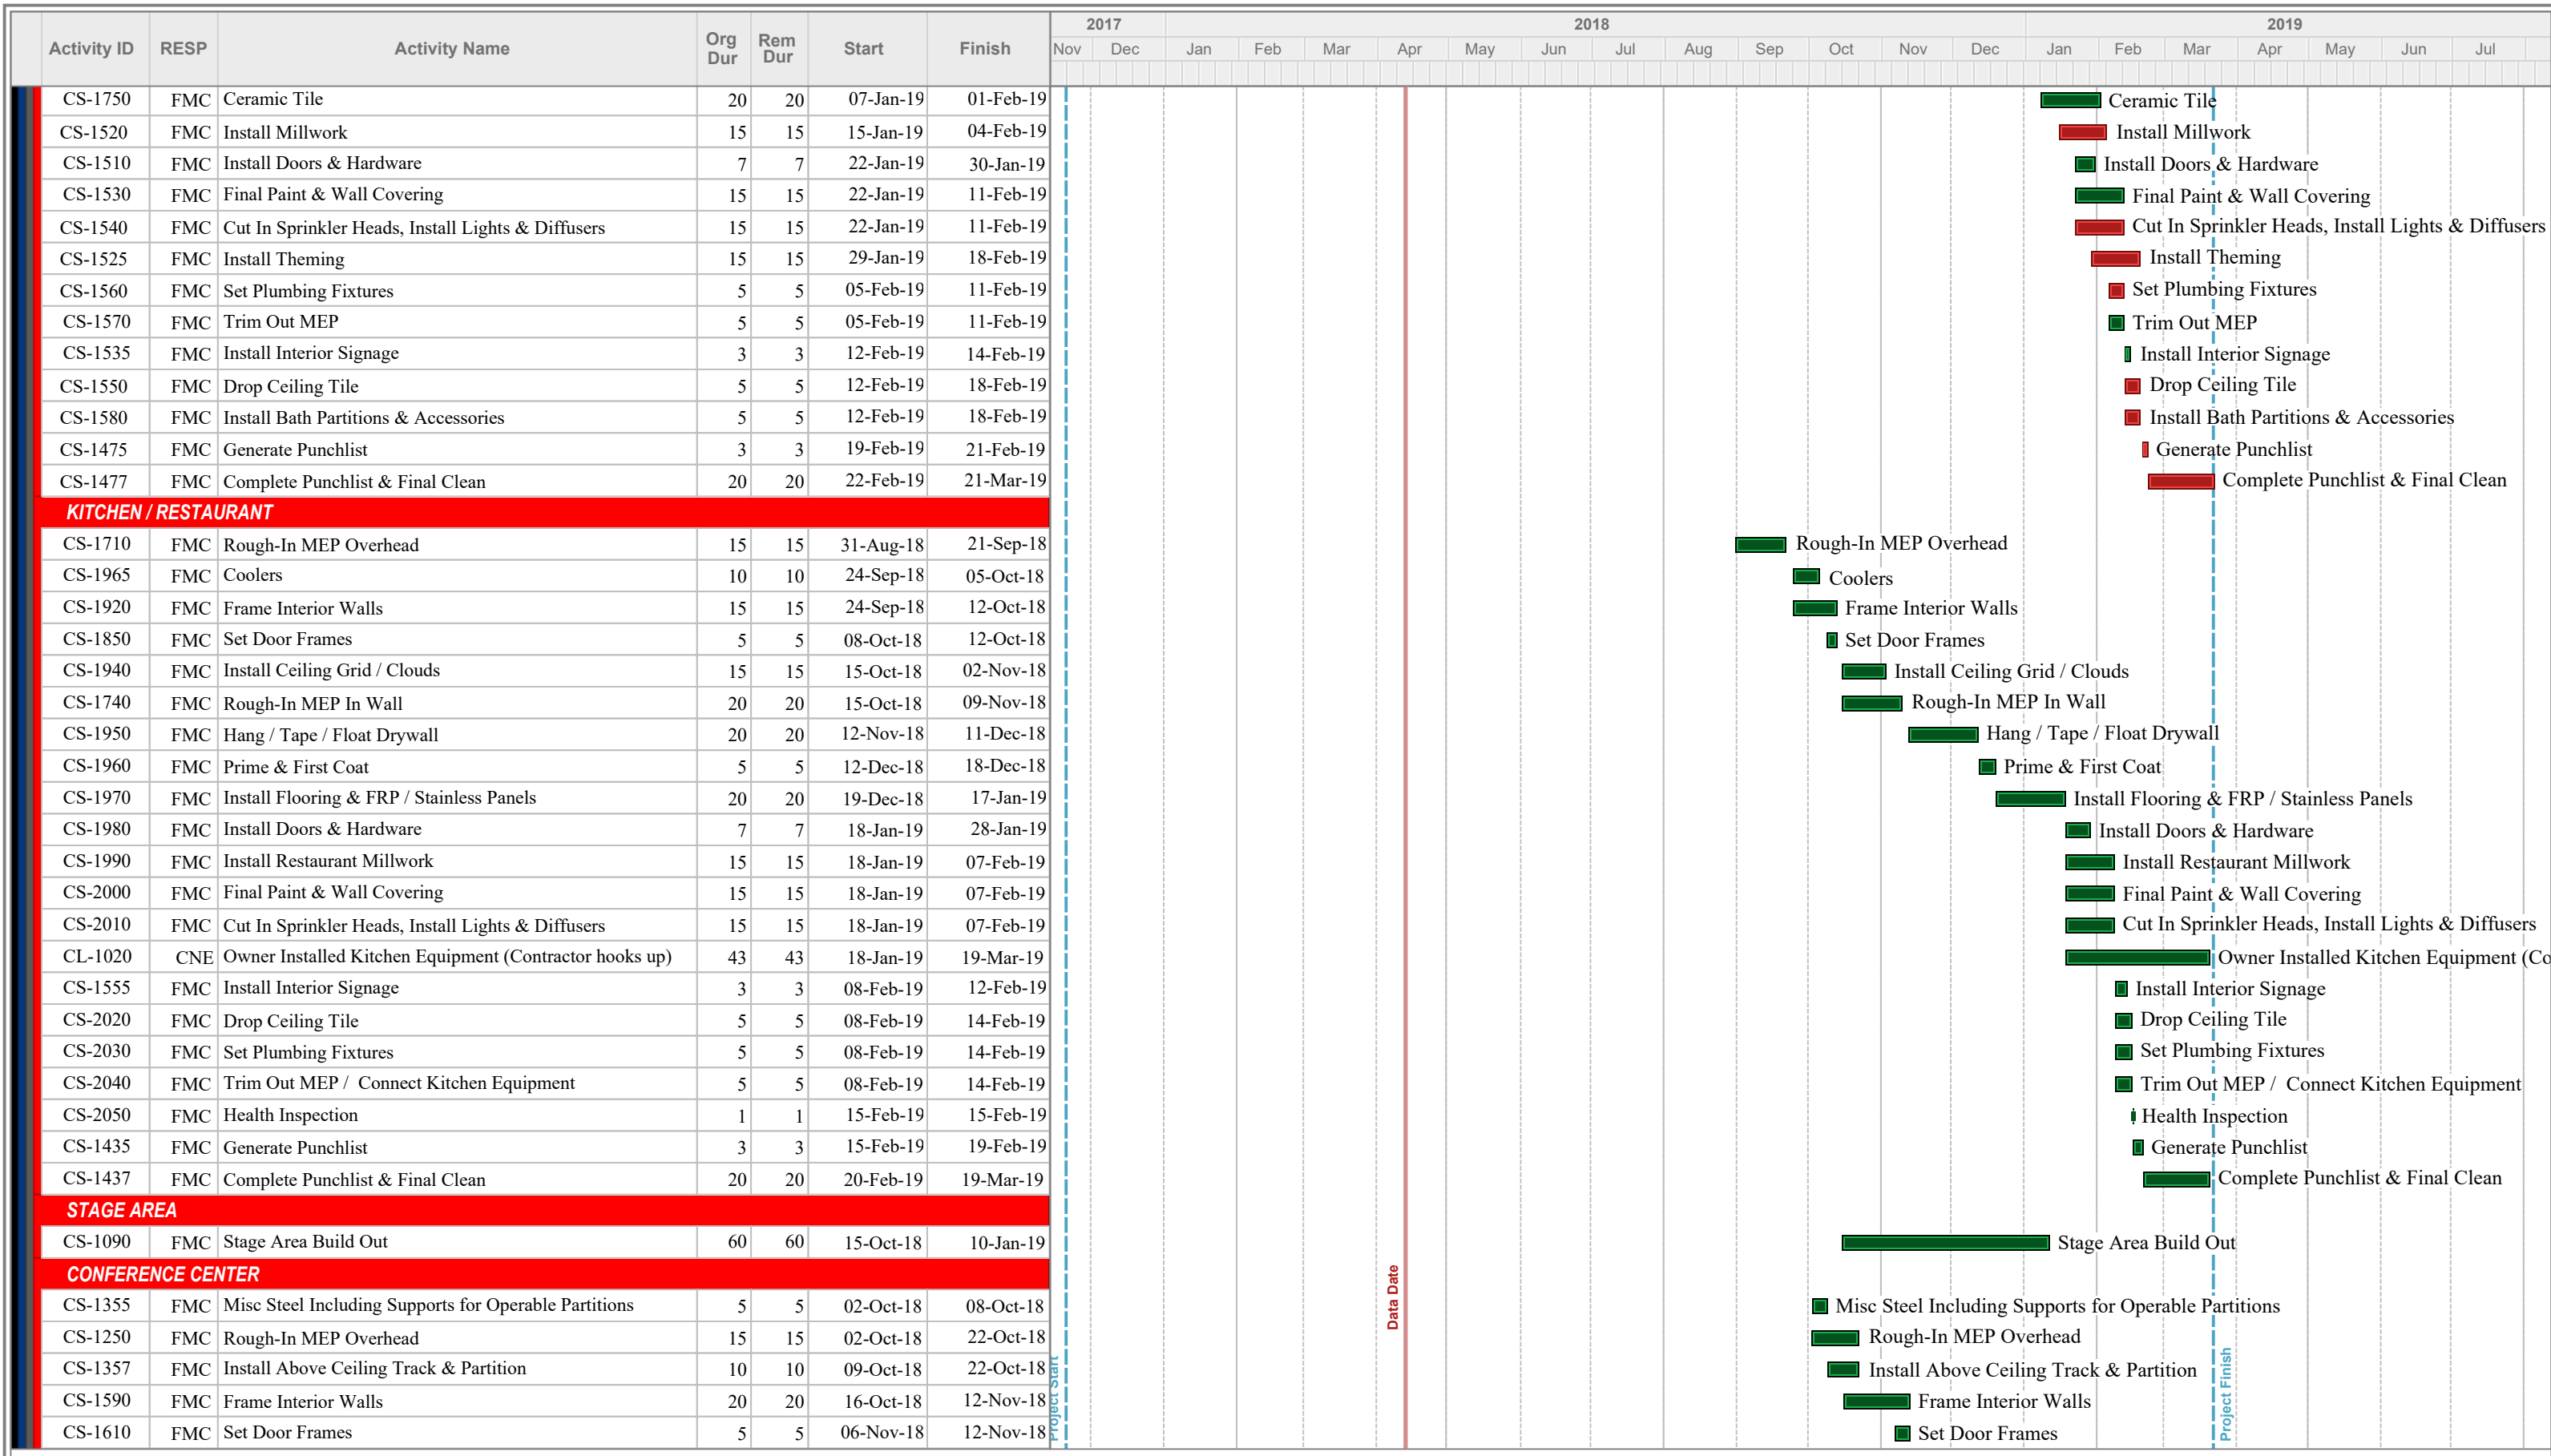 2017 2018 2019
Activity ID RESP Activity Name Org Dur Rem Dur Start Finish Nov Dec Jan Feb Mar Apr May Jun Jul Aug Sep Oct Nov Dec Jan Feb Mar Apr May Jun Jul
CS-1750 FMC Ceramic Tile 20 20 07-Jan-19 01-Feb-19 Ceramic Tile
CS-1520 FMC Install Millwork 15 15 15-Jan-19 04-Feb-19 Install Millwork
CS-1510 FMC Install Doors & Hardware 7 7 22-Jan-19 30-Jan-19 Install Doors & Hardware
CS-1530 FMC Final Paint & Wall Covering 15 15 22-Jan-19 11-Feb-19 Final Paint & Wall Covering
CS-1540 FMC Cut In Sprinkler Heads, Install Lights & Diffusers 15 15 22-Jan-19 11-Feb-19 Cut In Sprinkler Heads, Install Lights & Diffusers
CS-1525 FMC Install Theming 15 15 29-Jan-19 18-Feb-19 Install Theming
CS-1560 FMC Set Plumbing Fixtures 5 5 05-Feb-19 11-Feb-19 Set Plumbing Fixtures
CS-1570 FMC Trim Out MEP 5 5 05-Feb-19 11-Feb-19 Trim Out MEP
CS-1535 FMC Install Interior Signage 3 3 12-Feb-19 14-Feb-19 Install Interior Signage
CS-1550 FMC Drop Ceiling Tile 5 5 12-Feb-19 18-Feb-19 Drop Ceiling Tile
CS-1580 FMC Install Bath Partitions & Accessories 5 5 12-Feb-19 18-Feb-19 Install Bath Partitions & Accessories
CS-1475 FMC Generate Punchlist 3 3 19-Feb-19 21-Feb-19 Generate Punchlist
CS-1477 FMC Complete Punchlist & Final Clean 20 20 22-Feb-19 21-Mar-19 Complete Punchlist & Final Clean
KITCHEN / RESTAURANT
CS-1710 FMC Rough-In MEP Overhead 15 15 31-Aug-18 21-Sep-18 Rough-In MEP Overhead
CS-1965 FMC Coolers 10 10 24-Sep-18 05-Oct-18 Coolers
CS-1920 FMC Frame Interior Walls 15 15 24-Sep-18 12-Oct-18 Frame Interior Walls
CS-1850 FMC Set Door Frames 5 5 08-Oct-18 12-Oct-18 Set Door Frames
CS-1940 FMC Install Ceiling Grid / Clouds 15 15 15-Oct-18 02-Nov-18 Install Ceiling Grid / Clouds
CS-1740 FMC Rough-In MEP In Wall 20 20 15-Oct-18 09-Nov-18 Rough-In MEP In Wall
CS-1950 FMC Hang / Tape / Float Drywall 20 20 12-Nov-18 11-Dec-18 Hang / Tape / Float Drywall
CS-1960 FMC Prime & First Coat 5 5 12-Dec-18 18-Dec-18 Prime & First Coat
CS-1970 FMC Install Flooring & FRP / Stainless Panels 20 20 19-Dec-18 17-Jan-19 Install Flooring & FRP / Stainless Panels
CS-1980 FMC Install Doors & Hardware 7 7 18-Jan-19 28-Jan-19 Install Doors & Hardware
CS-1990 FMC Install Restaurant Millwork 15 15 18-Jan-19 07-Feb-19 Install Restaurant Millwork
CS-2000 FMC Final Paint & Wall Covering 15 15 18-Jan-19 07-Feb-19 Final Paint & Wall Covering
CS-2010 FMC Cut In Sprinkler Heads, Install Lights & Diffusers 15 15 18-Jan-19 07-Feb-19 Cut In Sprinkler Heads, Install Lights & Diffusers
CL-1020 CNE Owner Installed Kitchen Equipment (Contractor hooks up) 43 43 18-Jan-19 19-Mar-19 Owner Installed Kitchen Equipment (Co
CS-1555 FMC Install Interior Signage 3 3 08-Feb-19 12-Feb-19 Install Interior Signage
CS-2020 FMC Drop Ceiling Tile 5 5 08-Feb-19 14-Feb-19 Drop Ceiling Tile
CS-2030 FMC Set Plumbing Fixtures 5 5 08-Feb-19 14-Feb-19 Set Plumbing Fixtures
CS-2040 FMC Trim Out MEP / Connect Kitchen Equipment 5 5 08-Feb-19 14-Feb-19 Trim Out MEP / Connect Kitchen Equipment
CS-2050 FMC Health Inspection 1 1 15-Feb-19 15-Feb-19 Health Inspection
CS-1435 FMC Generate Punchlist 3 3 15-Feb-19 19-Feb-19 Generate Punchlist
CS-1437 FMC Complete Punchlist & Final Clean 20 20 20-Feb-19 19-Mar-19 Complete Punchlist & Final Clean
STAGE AREA
CS-1090 FMC Stage Area Build Out 60 60 15-Oct-18 10-Jan-19 Stage Area Build Out
CONFERENCE CENTER
CS-1355 FMC Misc Steel Including Supports for Operable Partitions 5 5 02-Oct-18 08-Oct-18 Misc Steel Including Supports for Operable Partitions
CS-1250 FMC Rough-In MEP Overhead 15 15 02-Oct-18 22-Oct-18 Rough-In MEP Overhead
CS-1357 FMC Install Above Ceiling Track & Partition 10 10 09-Oct-18 22-Oct-18 Install Above Ceiling Track & Partition
CS-1590 FMC Frame Interior Walls 20 20 16-Oct-18 12-Nov-18 Frame Interior Walls
CS-1610 FMC Set Door Frames 5 5 06-Nov-18 12-Nov-18 Set Door Frames
Project Start
Data Date
Project Finish